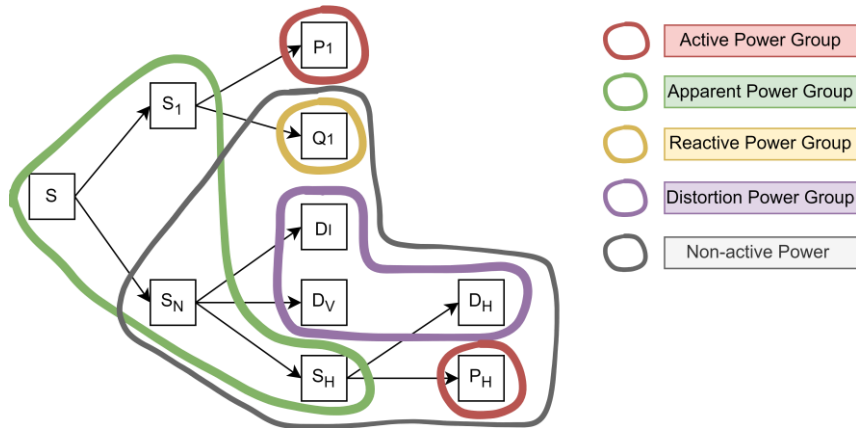 P1
S1
Q1
S
DI
SN
DV
DH
SH
PH
Active Power Group
Apparent Power Group
Reactive Power Group
Distortion Power Group
Non-active Power